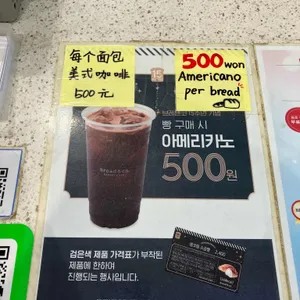 每个面包
美式咖啡
500元
500 won
Americano
per bread
15
빵 구매 시
아메리카노
500원
검은색 제품 가격표가 부착된
제품에 한하여
진행되는 행사입니다.